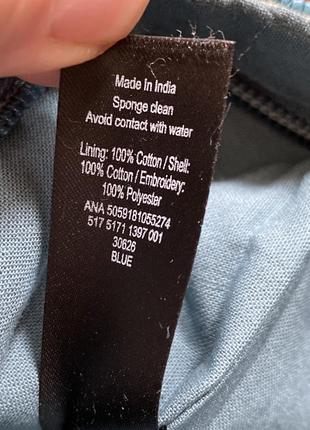 Made In India
Sponge clean
Avoid contact with water
Lining: 100% Cotton / Shell:
100% Cotton / Embroidery:
100% Polyester
ANA 5059181055274
517 5171 1397 001
30626
BLUE